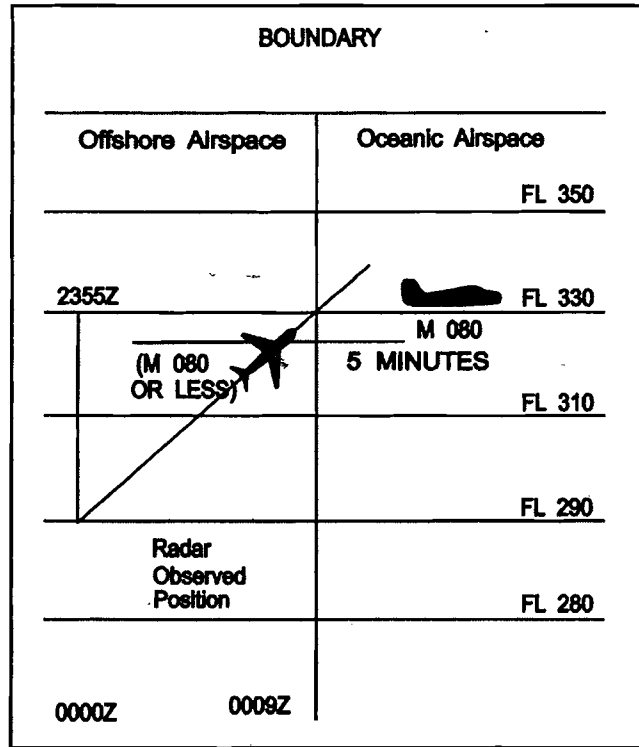 BOUNDARY
Offshore Airspace
Oceanic Airspace
FL 350
2355Z
FL 330
M 080
(M 080
OR LESS)
5 MINUTES
FL 310
FL 290
Radar
Observed
Position
FL 280
0000Z
0009Z